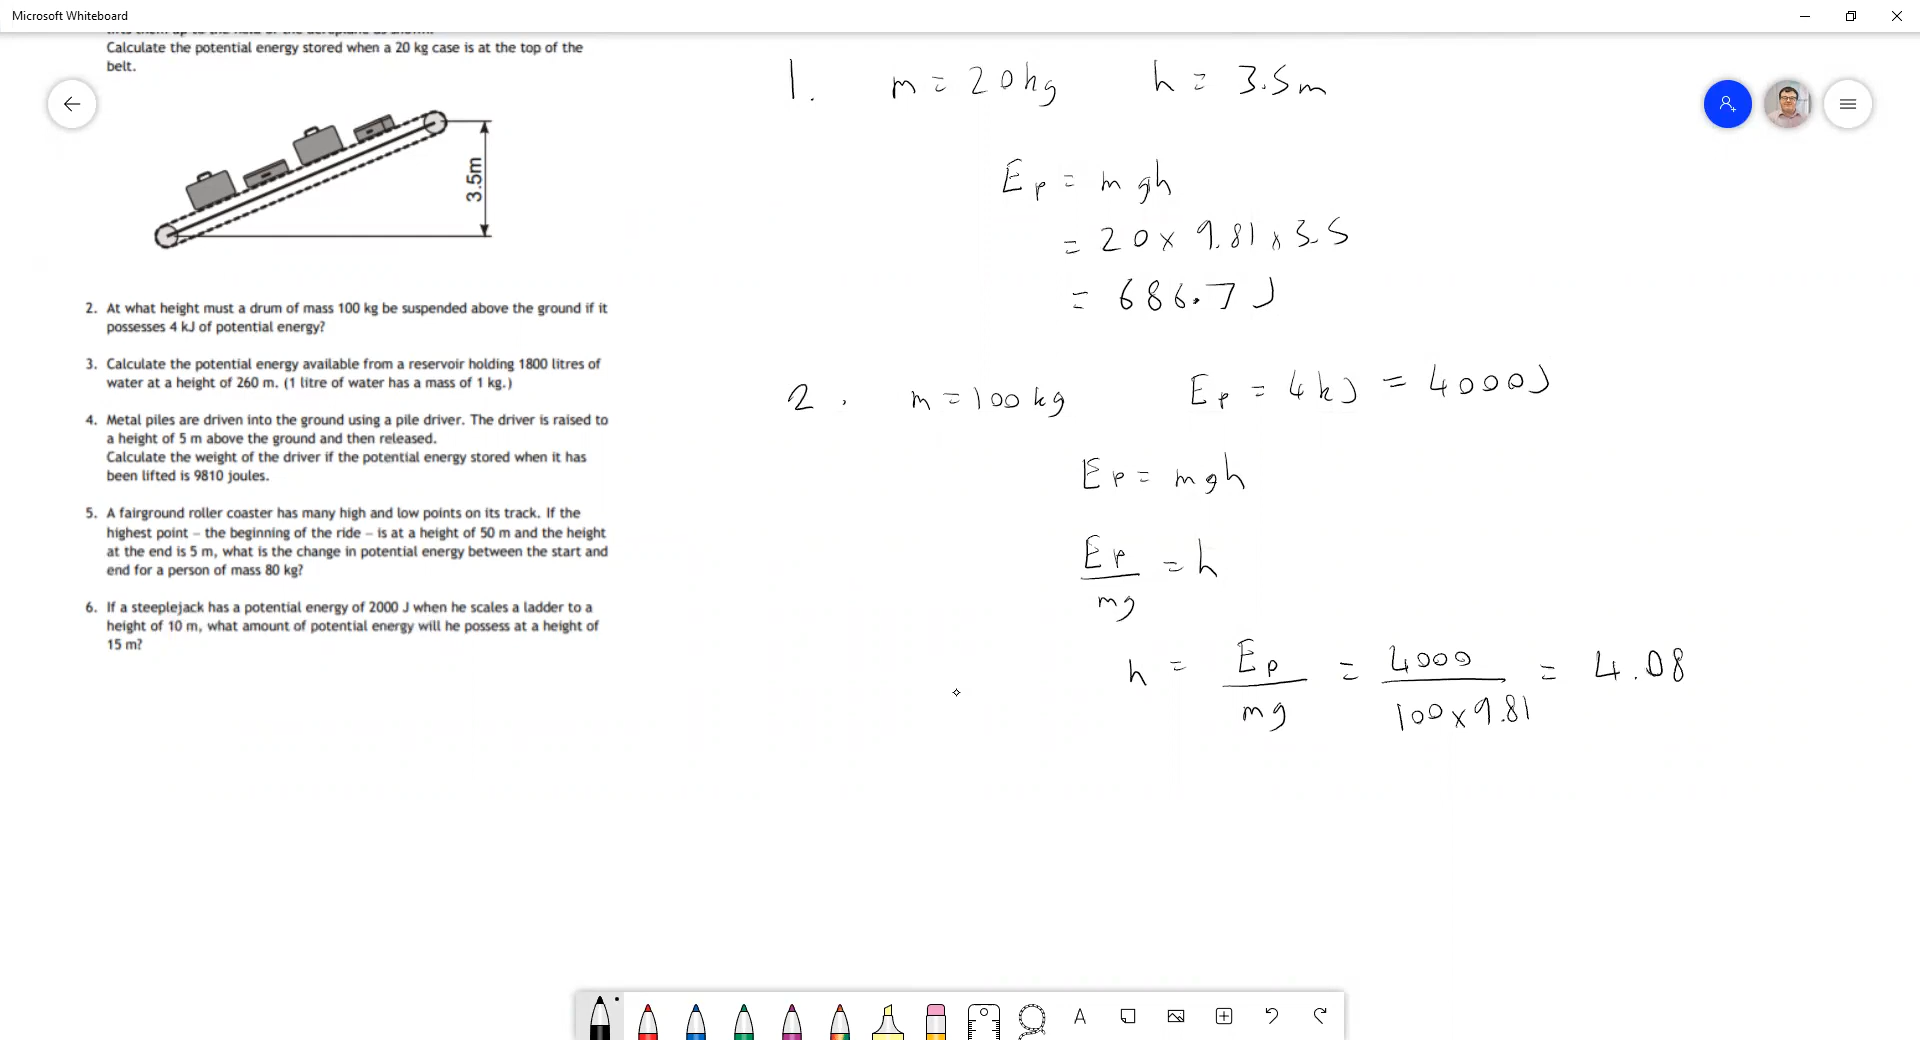 Microsoft Whiteboard
Calculate the potential energy stored when a 20 kg case is at the top of the
belt.
3.5m
2. At what height must a drum of mass 100 kg be suspended above the ground if it
possesses 4 kJ of potential energy?
3. Calculate the potential energy available from a reservoir holding 1800 litres of
water at a height of 260 m. (1 litre of water has a mass of 1 kg.)
4. Metal piles are driven into the ground using a pile driver. The driver is raised to
a height of 5 m above the ground and then released.
Calculate the weight of the driver if the potential energy stored when it has
been lifted is 9810 joules.
5. A fairground roller coaster has many high and low points on its track. If the
highest point – the beginning of the ride – is at a height of 50 m and the height
at the end is 5 m, what is the change in potential energy between the start and
end for a person of mass 80 kg?
6. If a steeplejack has a potential energy of 2000 J when he scales a ladder to a
height of 10 m, what amount of potential energy will he possess at a height of
15 m?
1. m = 20kg h = 3.5m
Ep = mgh
= 20 x 9.81 x 3.5
= 686.7J
2. m = 100kg Ep = 4kJ = 4000J
Ep = mgh
Ep
= h
mg
h = Ep = 4000 = 4.08
mg 100 x 9.81
A